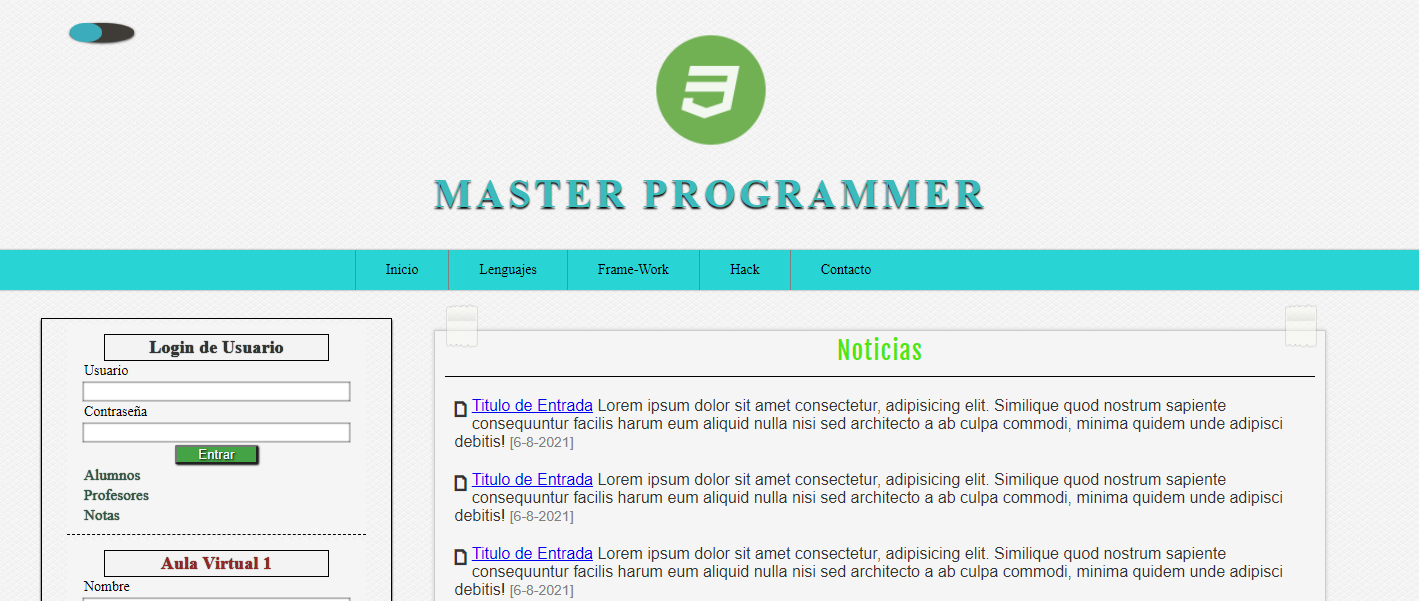 MASTER PROGRAMMER
Inicio Lenguajes Frame-Work Hack Contacto
Login de Usuario
Usuario
Contraseña
Entrar
Alumnos
Profesores
Notas
Aula Virtual 1
Nombre
Noticias
Titulo de Entrada Lorem ipsum dolor sit amet consectetur, adipisicing elit. Similique quod nostrum sapiente
consequuntur facilis harum eum aliquid nulla nisi sed architecto a ab culpa commodi, minima quidem unde adipisci
debitis! [6-8-2021]
Titulo de Entrada Lorem ipsum dolor sit amet consectetur, adipisicing elit. Similique quod nostrum sapiente
consequuntur facilis harum eum aliquid nulla nisi sed architecto a ab culpa commodi, minima quidem unde adipisci
debitis! [6-8-2021]
Titulo de Entrada Lorem ipsum dolor sit amet consectetur, adipisicing elit. Similique quod nostrum sapiente
consequuntur facilis harum eum aliquid nulla nisi sed architecto a ab culpa commodi, minima quidem unde adipisci
debitis! [6-8-2021]